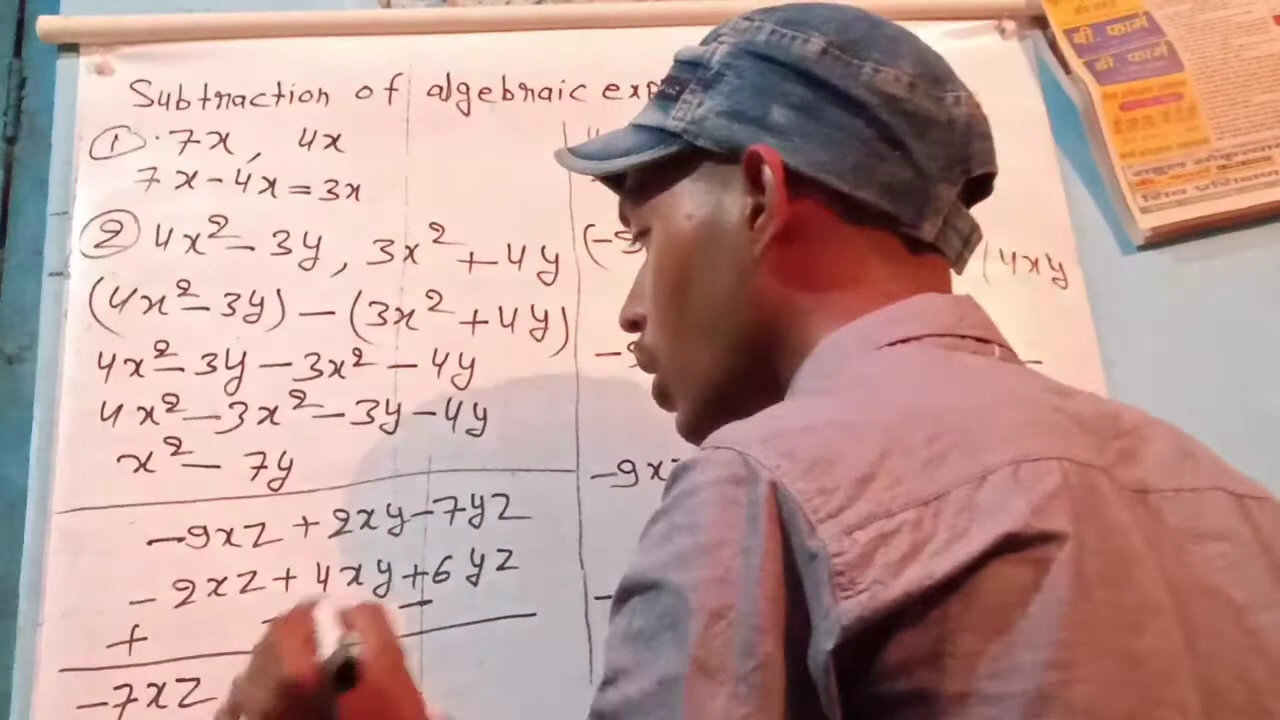 Subtraction of algebraic
① 7x, 4x
7x-4x=3x
② 4x²-3y, 3x²+4y
(4x²-3y)-(3x²+4y)
4x²-3y-3x²-4y
4x²-3x²-3y-4y
x²-7y
-9xz+2xy-7yz
-2xz+4xy+6yz
+ -
-7xz
(-9
4xy
-9x
बी. फार्म
डी. फार्म